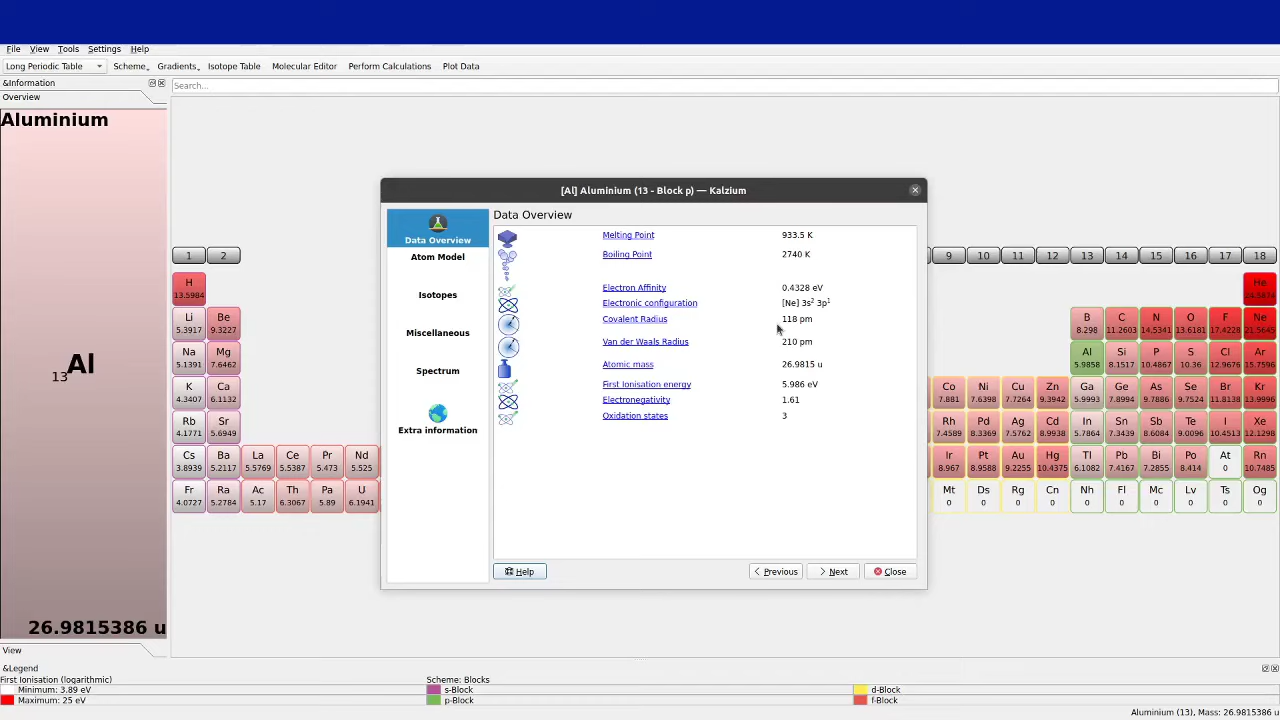 File View Tools Settings Help
Long Periodic Table Scheme Gradients Isotope Table Molecular Editor Perform Calculations Plot Data
&Information
Search...
Overview
Aluminium
13Al
26.9815386 u
View
[Al] Aluminium (13 - Block p) — Kalzium
Data Overview
Atom Model
Isotopes
Miscellaneous
Spectrum
Extra information
Data Overview
Melting Point 933.5 K
Boiling Point 2740 K
Electron Affinity 0.4328 eV
Electronic configuration [Ne] 3s² 3p¹
Covalent Radius 118 pm
Van der Waals Radius 210 pm
Atomic mass 26.9815 u
First Ionisation energy 5.986 eV
Electronegativity 1.61
Oxidation states 3
Help Previous Next Close
1 2 9 10 11 12 13 14 15 16 17 18
H He
13.5984 24.5874
Li Be B C N O F Ne
5.3917 9.3227 8.298 11.2603 14.5341 13.6181 17.4228 21.5645
Na Mg Al Si P S Cl Ar
5.1391 7.6462 5.9858 8.1517 10.4867 10.36 12.9676 15.7596
K Ca Co Ni Cu Zn Ga Ge As Se Br Kr
4.3407 6.1132 7.881 7.6398 7.7264 9.3942 5.9993 7.8994 9.7886 9.7524 11.8138 13.9996
Rb Sr Rh Pd Ag Cd In Sn Sb Te I Xe
4.1771 5.6949 7.4589 8.3369 7.5762 8.9938 5.7864 7.3439 8.6084 9.0096 10.4513 12.1298
Cs Ba La Ce Pr Nd Ir Pt Au Hg Tl Pb Bi Po At Rn
3.8939 5.2117 5.5769 5.5387 5.473 5.525 8.967 8.9588 9.2255 10.4375 6.1082 7.4167 7.2855 8.414 0 10.7485
Fr Ra Ac Th Pa U Mt Ds Rg Cn Nh Fl Mc Lv Ts Og
4.0727 5.2784 5.17 6.3067 5.89 6.1941 0 0 0 0 0 0 0 0 0 0
&Legend
First Ionisation (logarithmic) Scheme: Blocks
Minimum: 3.89 eV s-Block d-Block
Maximum: 25 eV p-Block f-Block
Aluminium (13), Mass: 26.9815386 u